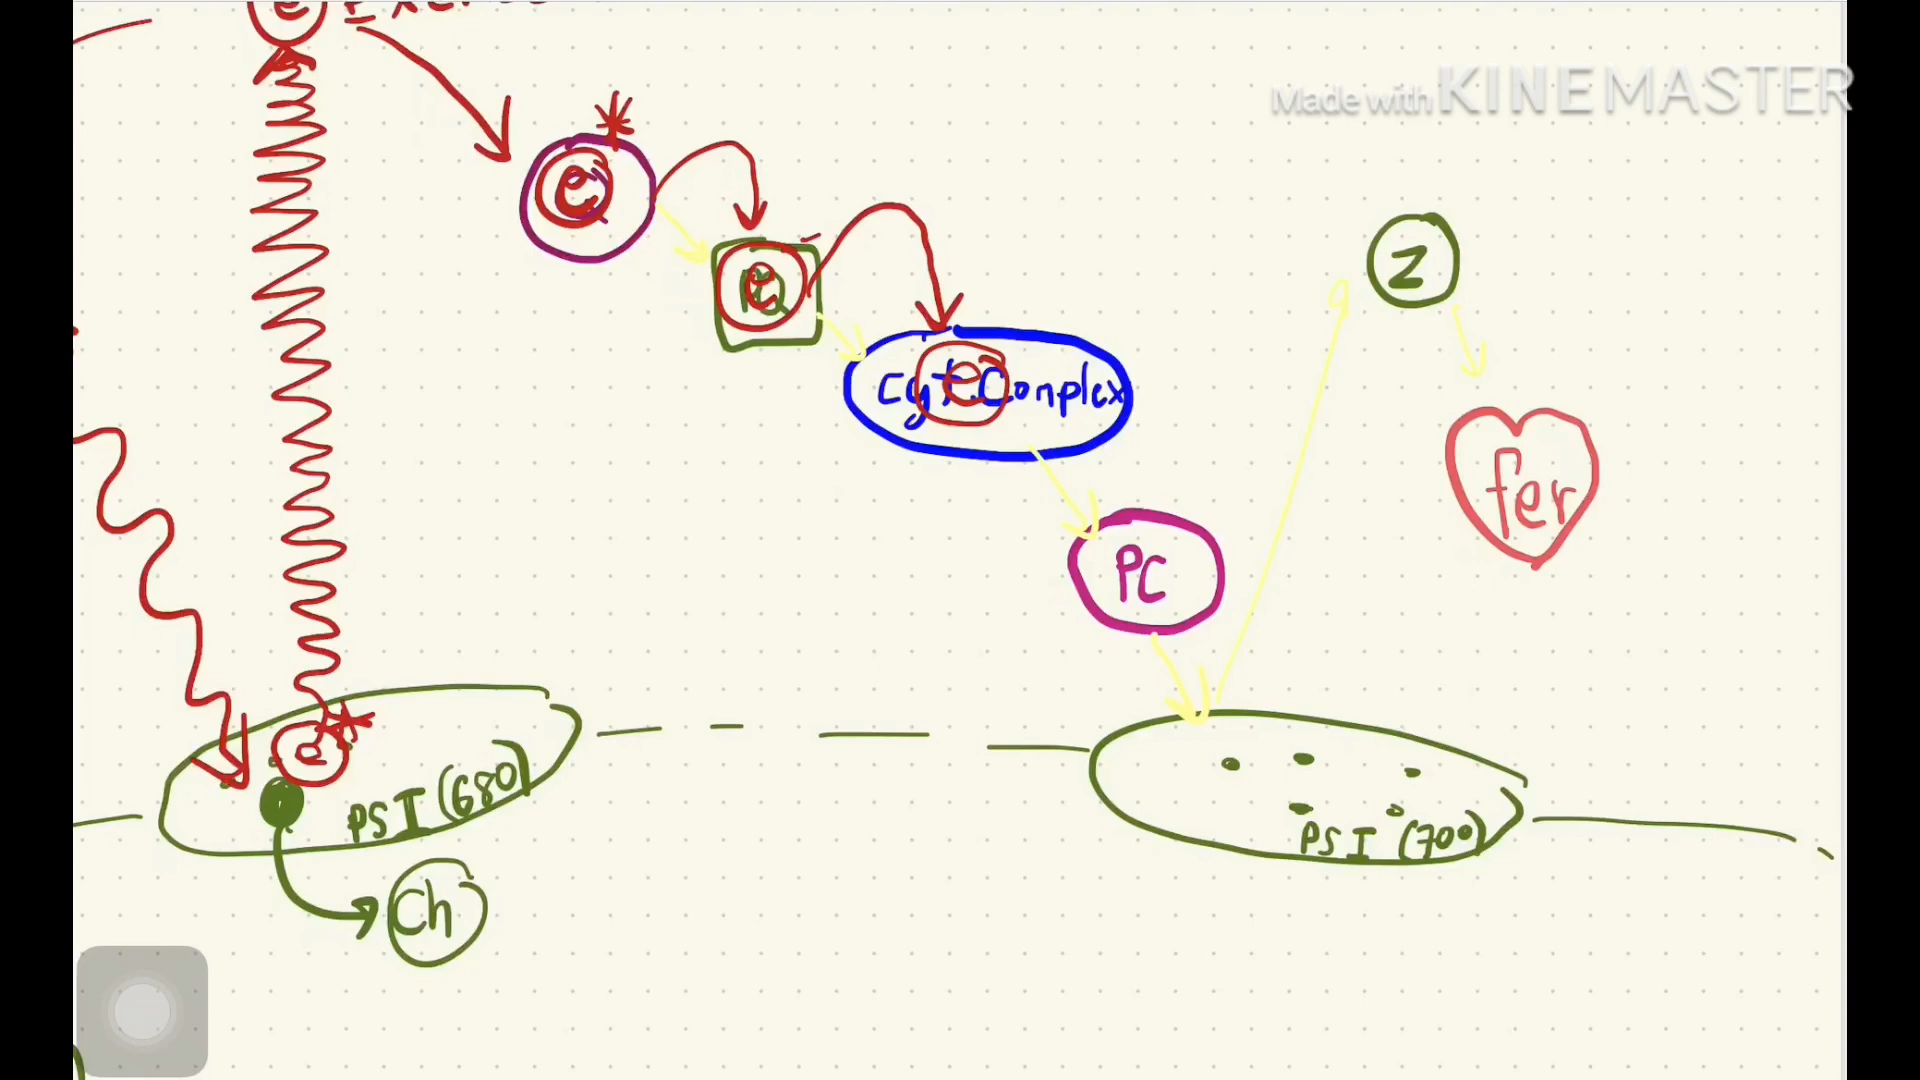 Made with KINEMASTER
e
e
Z
e
Cyt Complex
fer
PC
e
PS I (680)
PS I (700)
Ch